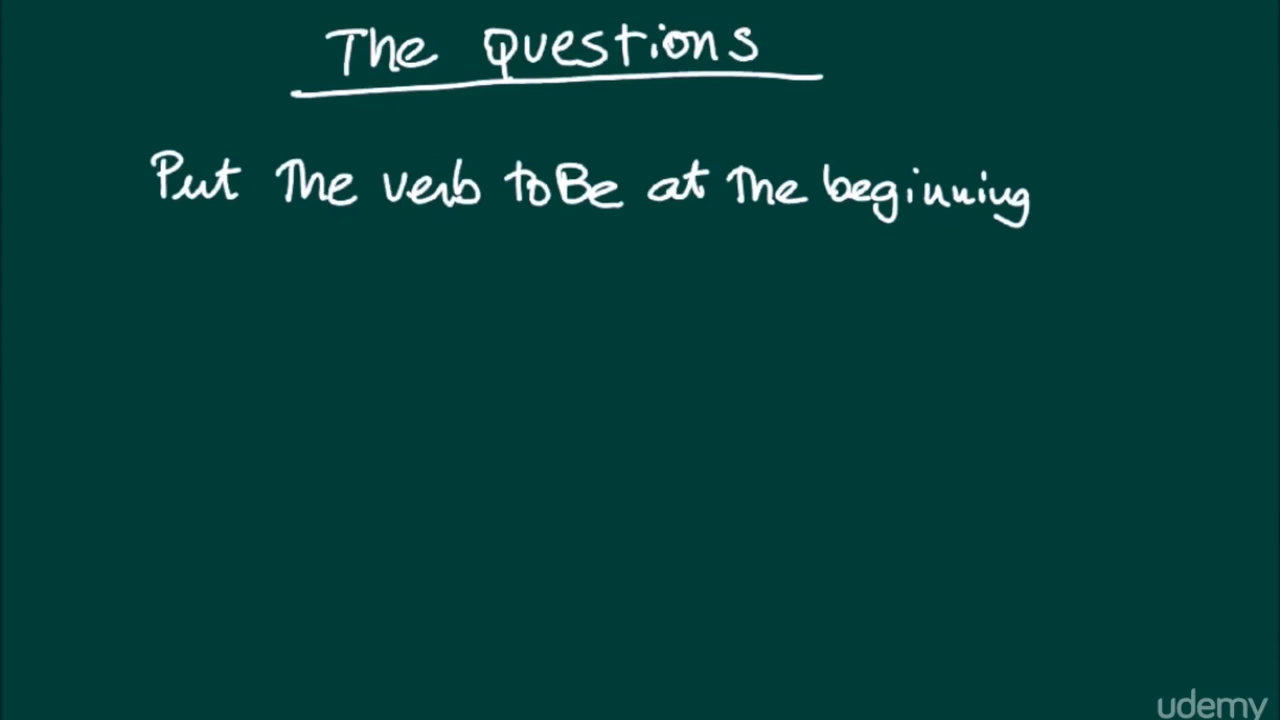 The Questions
Put The verb to Be at The beginning
udemy